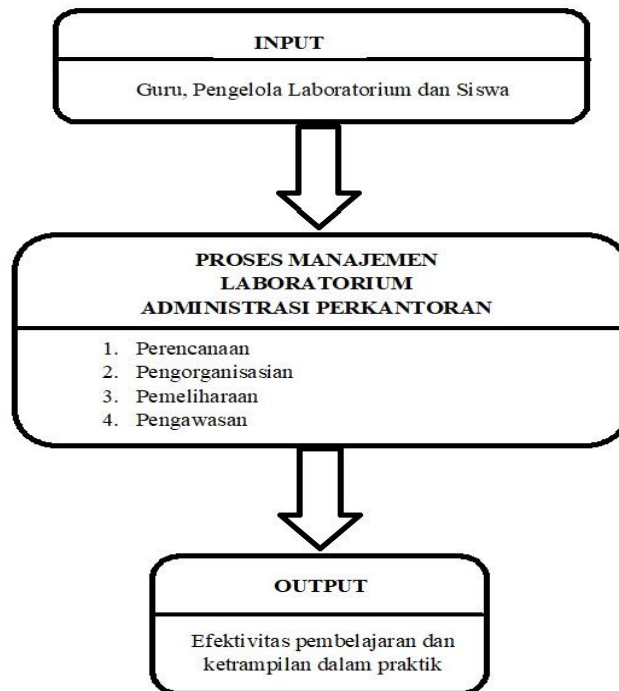 INPUT
Guru, Pengelola Laboratorium dan Siswa
PROSES MANAJEMEN
LABORATORIUM
ADMINISTRASI PERKANTORAN
1. Perencanaan
2. Pengorganisasian
3. Pemeliharaan
4. Pengawasan
OUTPUT
Efektivitas pembelajaran dan
ketrampilan dalam praktik